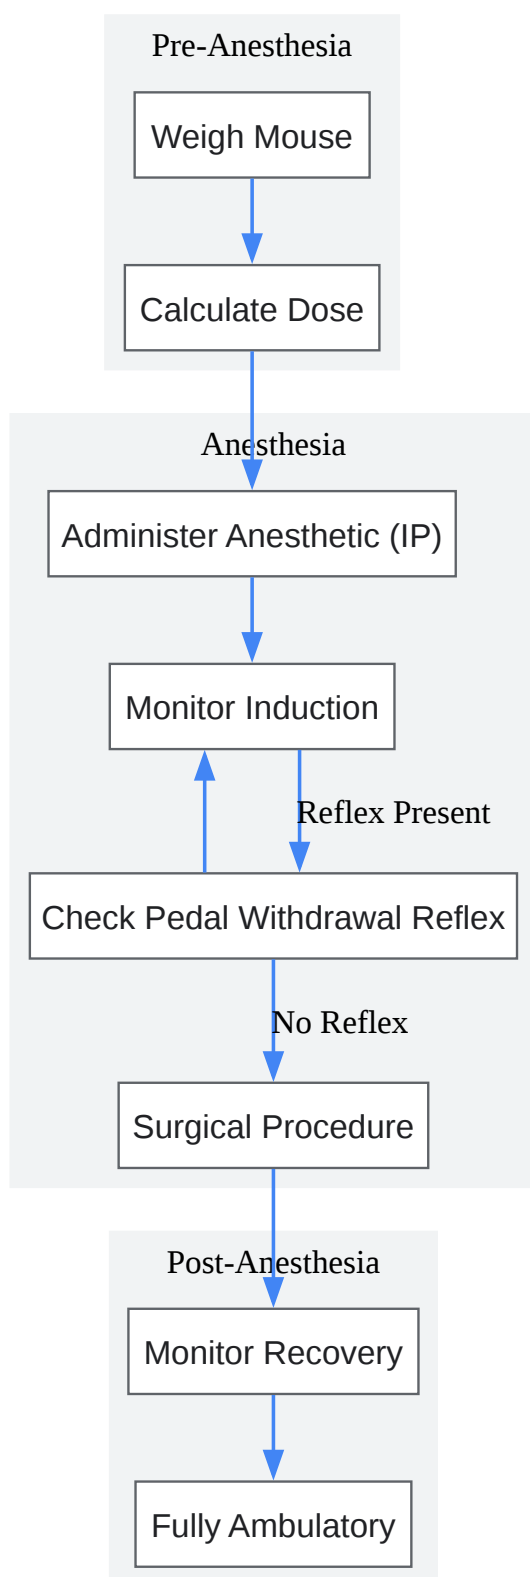 Pre-Anesthesia
Weigh Mouse
Calculate Dose
Anesthesia
Administer Anesthetic (IP)
Monitor Induction
Reflex Present
Check Pedal Withdrawal Reflex
No Reflex
Surgical Procedure
Post-Anesthesia
Monitor Recovery
Fully Ambulatory